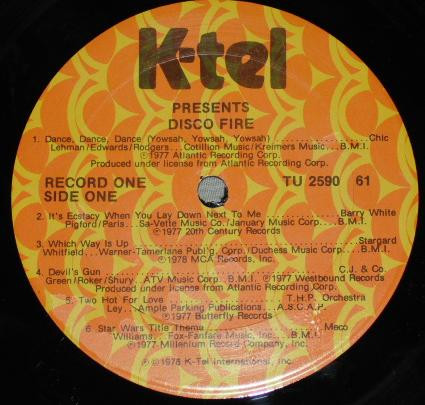 K-tel
PRESENTS
DISCO FIRE
1. Dance, Dance, Dance (Yowsah, Yowsah, Yowsah) .................... Chic
Lehman/Edwards/Rodgers... Cotillion Music/Kreimers Music... B.M.I.
℗1977 Atlantic Recording Corp.
Produced under license from Atlantic Recording Corp.
RECORD ONE TU 2590 61
SIDE ONE
2. It's Ecstacy When You Lay Down Next To Me ............ Barry White
Pigford/Paris... Sa-Vette Music Co./January Music Corp... B.M.I.
℗1977 20th Century Records
3. Which Way Is Up .................... Stargard
Whitfield... Warner-Tamerlane Publ'g. Corp./Duchess Music Corp... B.M.I.
℗1978 MCA Records, Inc.
4. Devil's Gun .................... C.J. & Co.
Green/Roker/Shury.. ATV Music Corp.. B.M.I. ℗1977 Westbound Records
Produced under license from Atlantic Recording Corp.
5. Two Hot For Love .................... T.H.P. Orchestra
Ley... Ample Parking Publications... A.S.C.A.P.
℗1977 Butterfly Records
6. Star Wars Title Theme .................... Meco
Williams.. Fox-Fanfare Music, Inc.... B.M.I.
℗1977 Millenium Record Company, Inc.
℗©1978 K-Tel International, Inc.